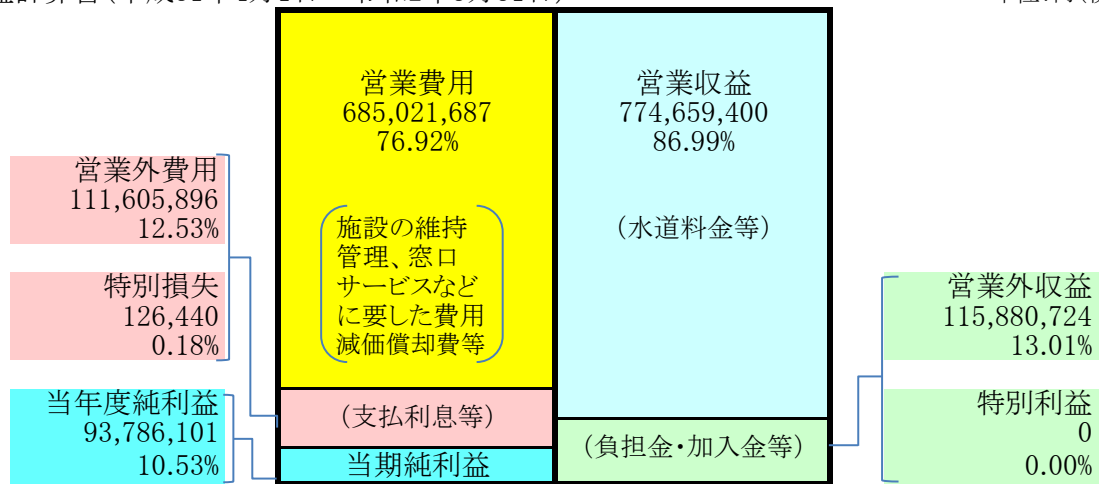 営業費用
685,021,687
76.92%
営業収益
774,659,400
86.99%
営業外費用
111,605,896
12.53%
施設の維持
管理、窓口
サービスなど
に要した費用
減価償却費等
(水道料金等)
特別損失
126,440
0.18%
営業外収益
115,880,724
13.01%
当年度純利益
93,786,101
10.53%
(支払利息等)
当期純利益
(負担金・加入金等)
特別利益
0
0.00%